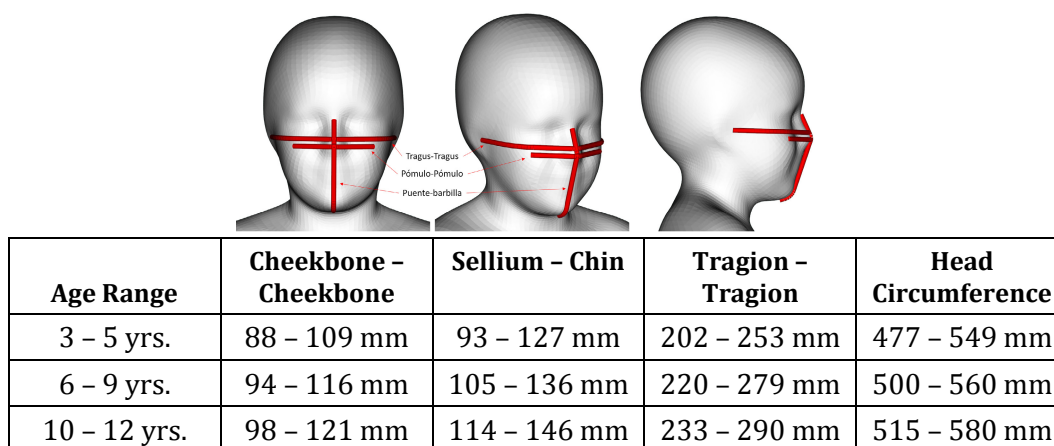 Tragus-Tragus
Pómulo-Pómulo
Puente-barbilla
Age Range Cheekbone – Cheekbone Sellium – Chin Tragion – Tragion Head Circumference
3 – 5 yrs. 88 – 109 mm 93 – 127 mm 202 – 253 mm 477 – 549 mm
6 – 9 yrs. 94 – 116 mm 105 – 136 mm 220 – 279 mm 500 – 560 mm
10 – 12 yrs. 98 – 121 mm 114 – 146 mm 233 – 290 mm 515 – 580 mm